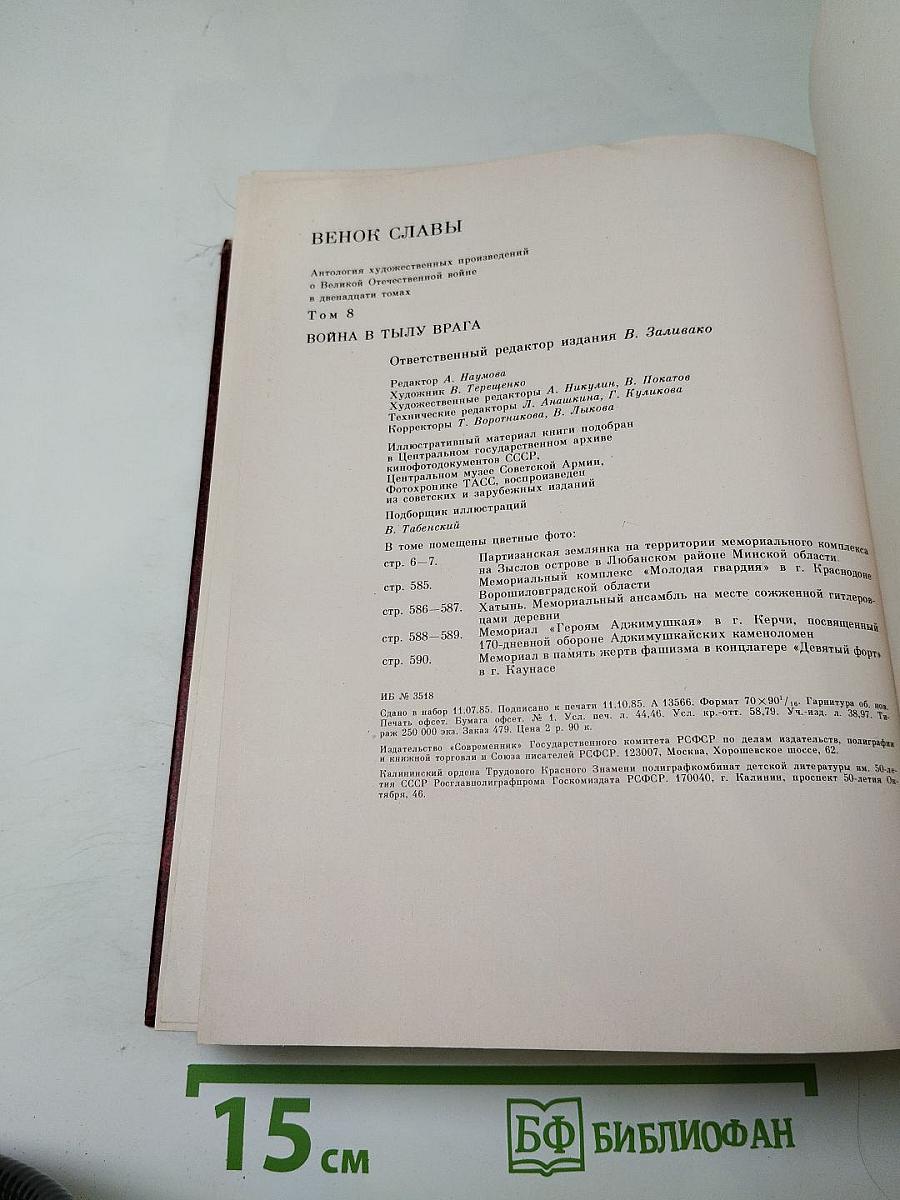 ВЕНОК СЛАВЫ
Антология художественных произведений
о Великой Отечественной войне
в двенадцати томах
Том 8
ВОЙНА В ТЫЛУ ВРАГА
Ответственный редактор издания В. Заливако
Редактор А. Наумова
Художник В. Терещенко
Художественные редакторы А. Никулин, В. Покатов
Технические редакторы Л. Анашкина, Г. Куликова
Корректоры Т. Воротникова, В. Лыкова
Иллюстративный материал книги подобран
в Центральном государственном архиве
кинофотодокументов СССР,
Центральном музее Советской Армии,
Фотохронике ТАСС, воспроизведен
из советских и зарубежных изданий
Подборщик иллюстраций
В. Табенский
В томе помещены цветные фото:
стр. 6—7. Партизанская землянка на территории мемориального комплекса
на Зыслов острове в Любанском районе Минской области
стр. 585. Мемориальный комплекс «Молодая гвардия» в г. Краснодоне
Ворошиловградской области
стр. 586—587. Хатынь. Мемориальный ансамбль на месте сожженной гитлеров-
цами деревни
стр. 588—589. Мемориал «Героям Аджимушкая» в г. Керчи, посвященный
170-дневной обороне Аджимушкайских каменоломен
стр. 590. Мемориал в память жертв фашизма в концлагере «Девятый форт»
в г. Каунасе
ИБ № 3518
Сдано в набор 11.07.85. Подписано к печати 11.10.85. А 13566. Формат 70×90¹/₁₆. Гарнитура об. нов.
Печать офсет. Бумага офсет. № 1. Усл. печ. л. 44,46. Усл. кр.-отт. 58,79. Уч.-изд. л. 38,97. Ти-
раж 250 000 экз. Заказ 479. Цена 2 р. 90 к.
Издательство «Современник» Государственного комитета РСФСР по делам издательств, полиграфии
и книжной торговли и Союза писателей РСФСР. 123007, Москва, Хорошевское шоссе, 62.
Калининский ордена Трудового Красного Знамени полиграфкомбинат детской литературы им. 50-ле-
тия СССР Росглавполиграфпрома Госкомиздата РСФСР. 170040, г. Калинин, проспект 50-летия Ок-
тября, 46.
15 см БФ БИБЛИОФАН